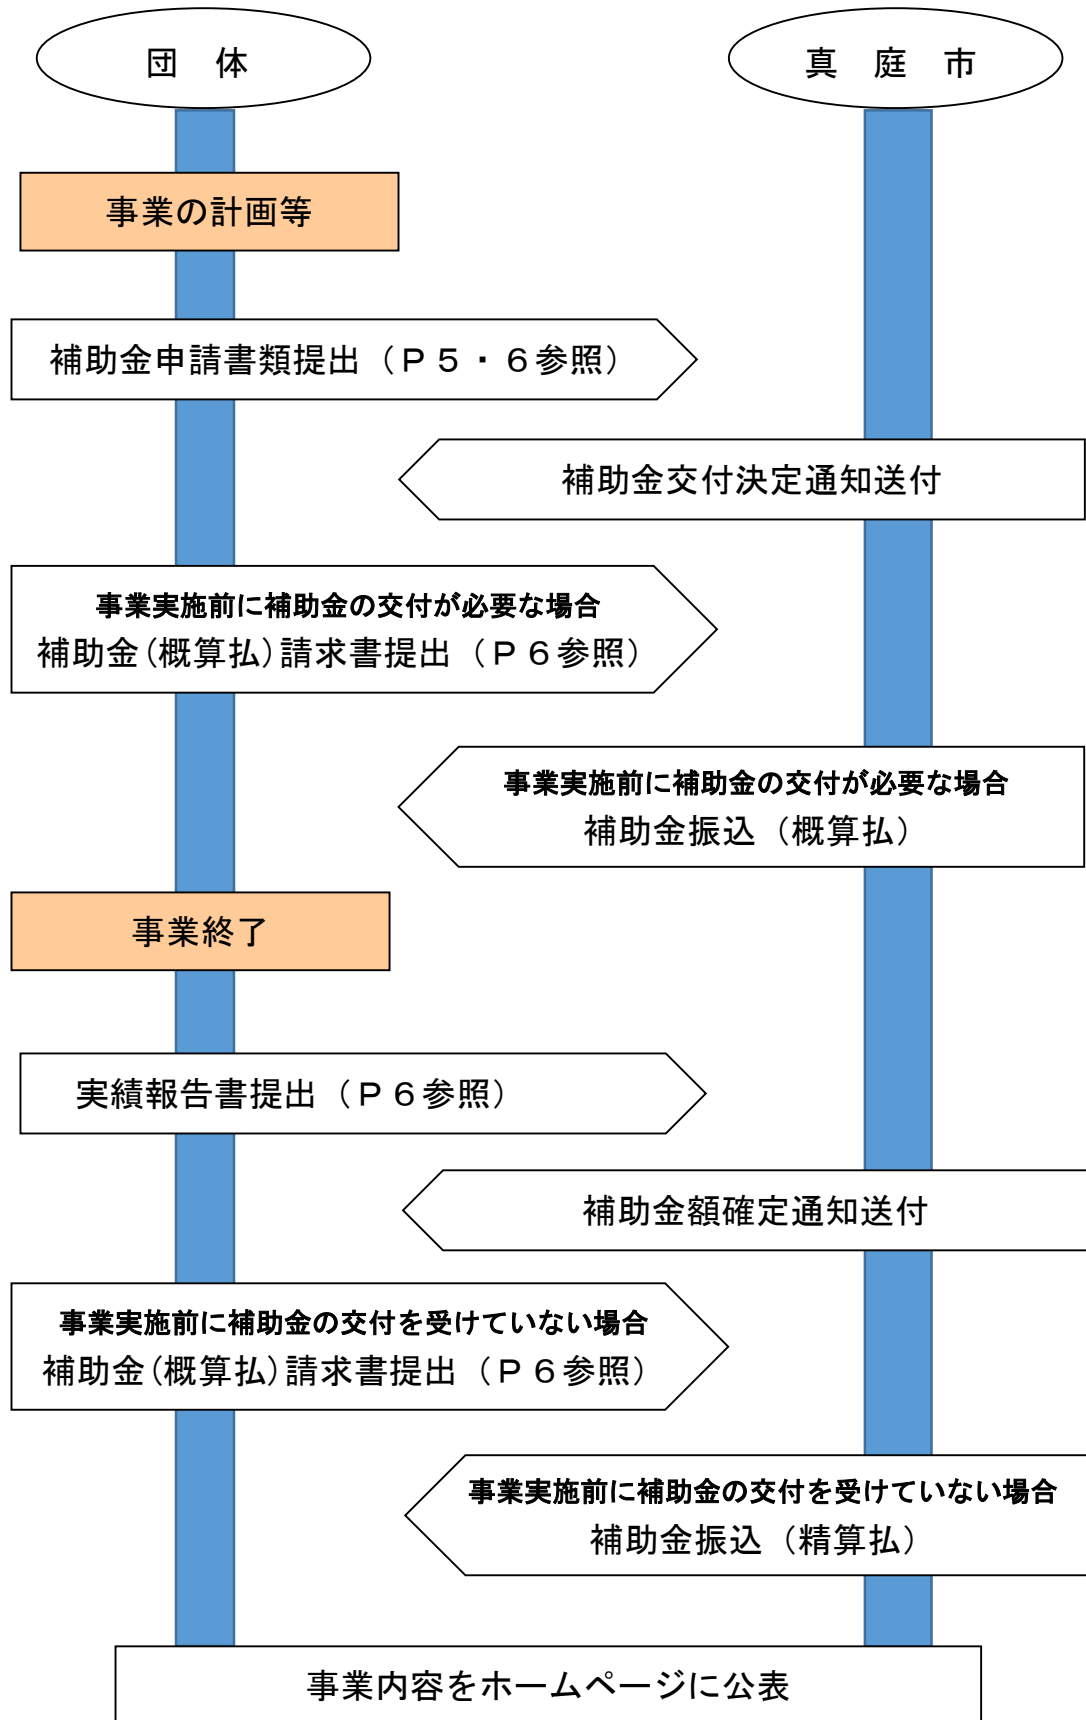 団　体
真　庭　市
事業の計画等
補助金申請書類提出（Ｐ５・６参照）
補助金交付決定通知送付
事業実施前に補助金の交付が必要な場合
補助金(概算払)請求書提出（Ｐ６参照）
事業実施前に補助金の交付が必要な場合
補助金振込（概算払）
事業終了
実績報告書提出（Ｐ６参照）
補助金額確定通知送付
事業実施前に補助金の交付を受けていない場合
補助金(概算払)請求書提出（Ｐ６参照）
事業実施前に補助金の交付を受けていない場合
補助金振込（精算払）
事業内容をホームページに公表